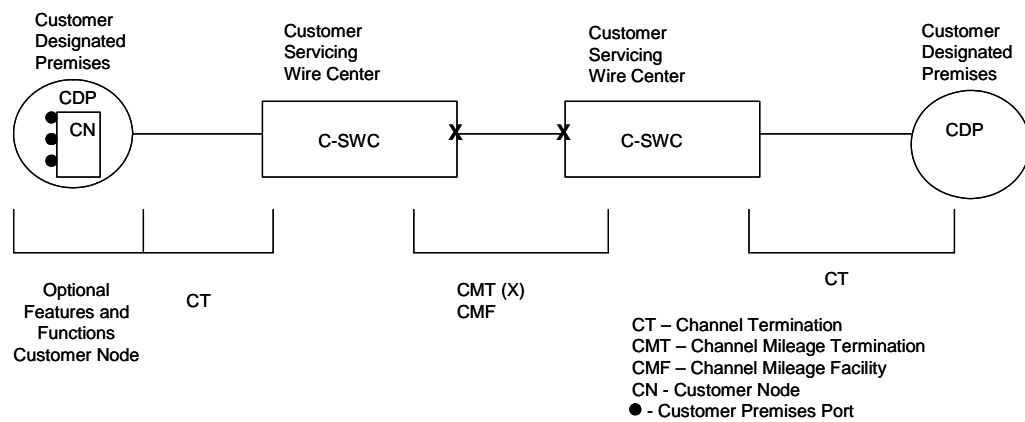 Customer
Designated
Premises
Customer
Servicing
Wire Center
Customer
Servicing
Wire Center
Customer
Designated
Premises
CDP
CN
C-SWC
X
X
C-SWC
CDP
Optional
Features and
Functions
Customer Node
CT
CMT (X)
CMF
CT
CT – Channel Termination
CMT – Channel Mileage Termination
CMF – Channel Mileage Facility
CN - Customer Node
● - Customer Premises Port